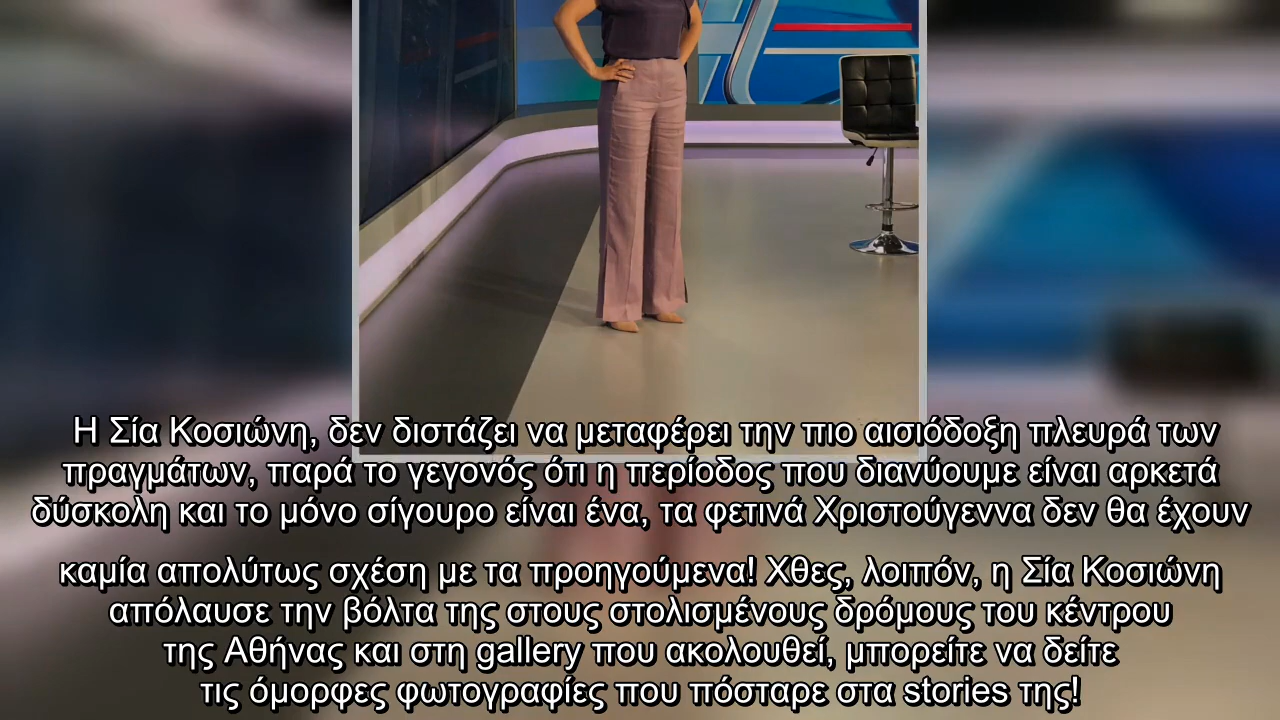 Η Σία Κοσιώνη, δεν διστάζει να μεταφέρει την πιο αισιόδοξη πλευρά των
πραγμάτων, παρά το γεγονός ότι η περίοδος που διανύουμε είναι αρκετά
δύσκολη και το μόνο σίγουρο είναι ένα, τα φετινά Χριστούγεννα δεν θα έχουν
καμία απολύτως σχέση με τα προηγούμενα! Χθες, λοιπόν, η Σία Κοσιώνη
απόλαυσε την βόλτα της στους στολισμένους δρόμους του κέντρου
της Αθήνας και στη gallery που ακολουθεί, μπορείτε να δείτε
τις όμορφες φωτογραφίες που πόσταρε στα stories της!